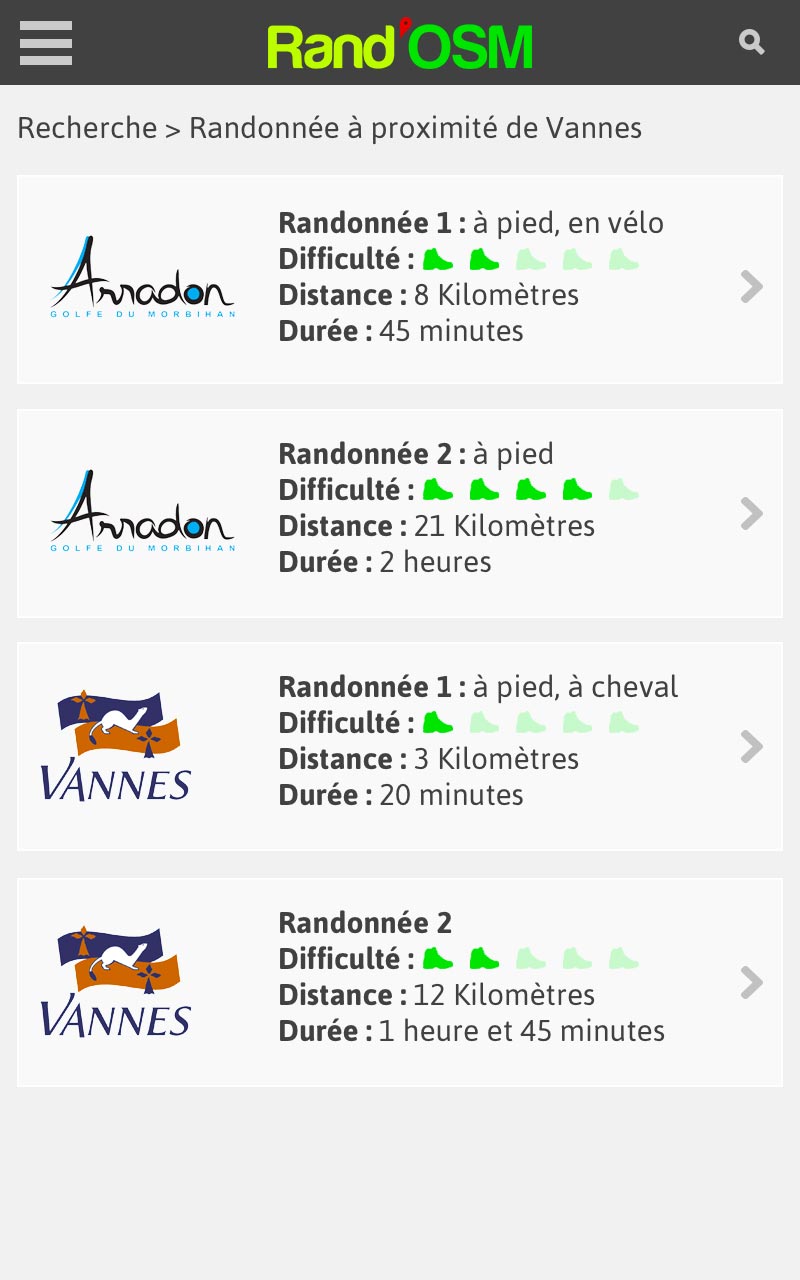 Rand'OSM
Recherche > Randonnée à proximité de Vannes
Arradon
GOLFE DU MORBIHAN
Randonnée 1 : à pied, en vélo
Difficulté :
Distance : 8 Kilomètres
Durée : 45 minutes
Arradon
GOLFE DU MORBIHAN
Randonnée 2 : à pied
Difficulté :
Distance : 21 Kilomètres
Durée : 2 heures
VANNES
Randonnée 1 : à pied, à cheval
Difficulté :
Distance : 3 Kilomètres
Durée : 20 minutes
VANNES
Randonnée 2
Difficulté :
Distance : 12 Kilomètres
Durée : 1 heure et 45 minutes